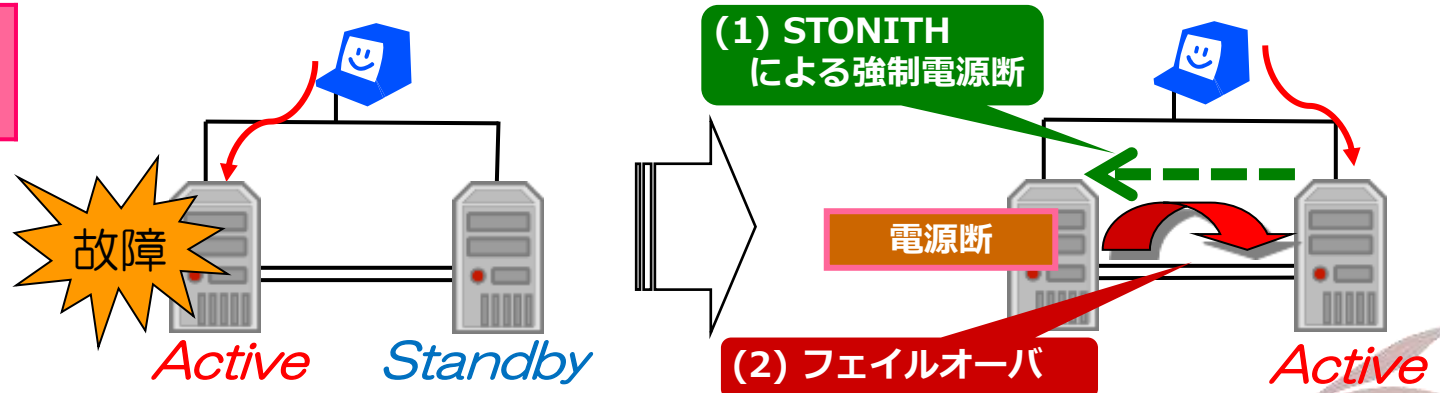 故障
Active
Standby
(1) STONITH
による強制電源断
電源断
(2) フェイルオーバ
Active